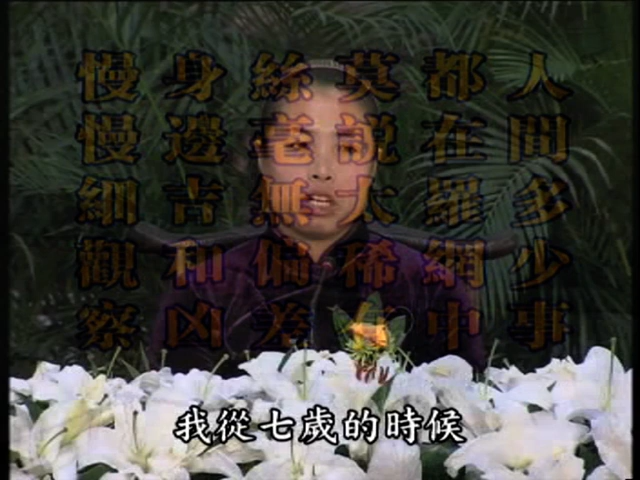 人間多少事
都在羅網中
莫說太稀奇
絲毫無偏差
身邊吉和凶
慢慢細觀察
我從七歲的時候